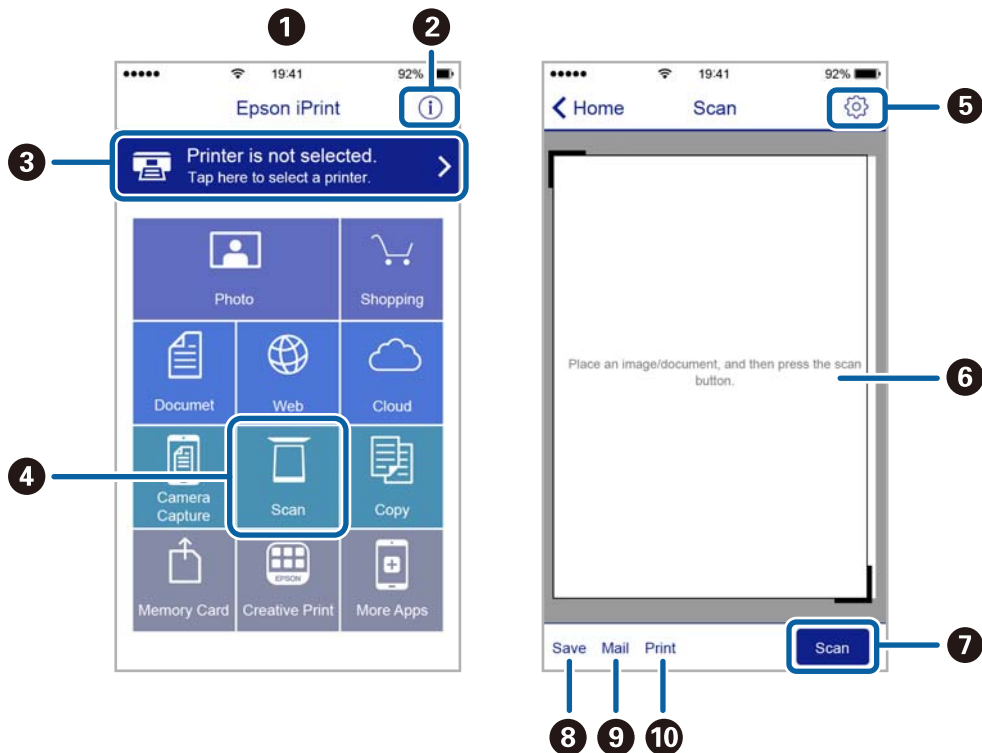 1
2
19:41
92%
Epson iPrint
i
3
Printer is not selected.
Tap here to select a printer.
Photo
Shopping
Documet
Web
Cloud
4
Camera
Capture
Scan
Copy
EPSON
Memory Card
Creative Print
More Apps
19:41
92%
Home
Scan
5
Place an image/document, and then press the scan
button.
6
Save
Mail
Print
Scan
7
8
9
10